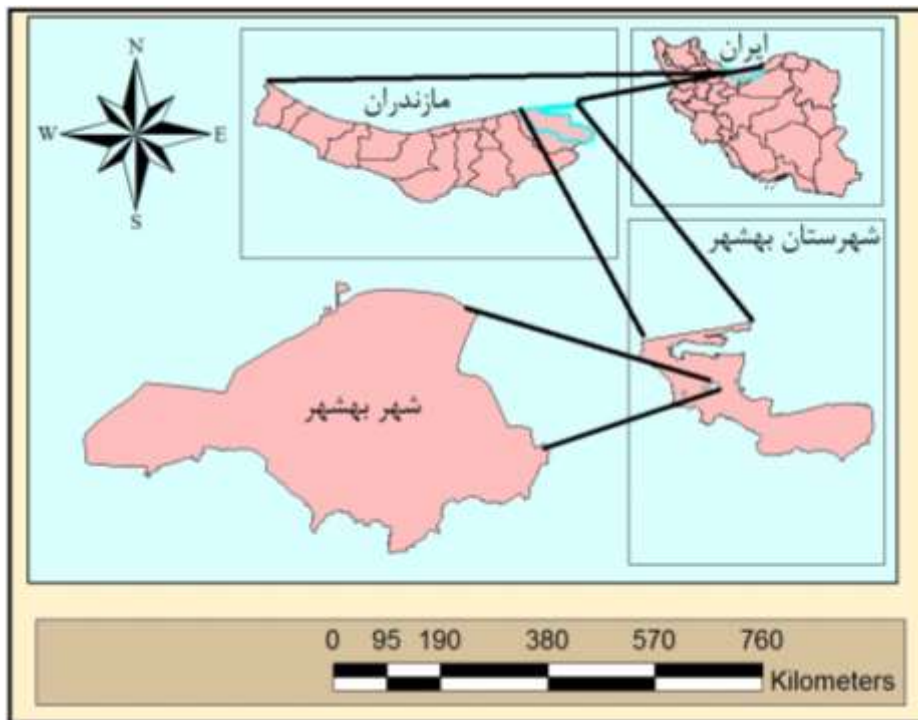 N
W E
S
مازندران
ایران
شهرستان بهشهر
شهر بهشهر
0 95 190 380 570 760
Kilometers